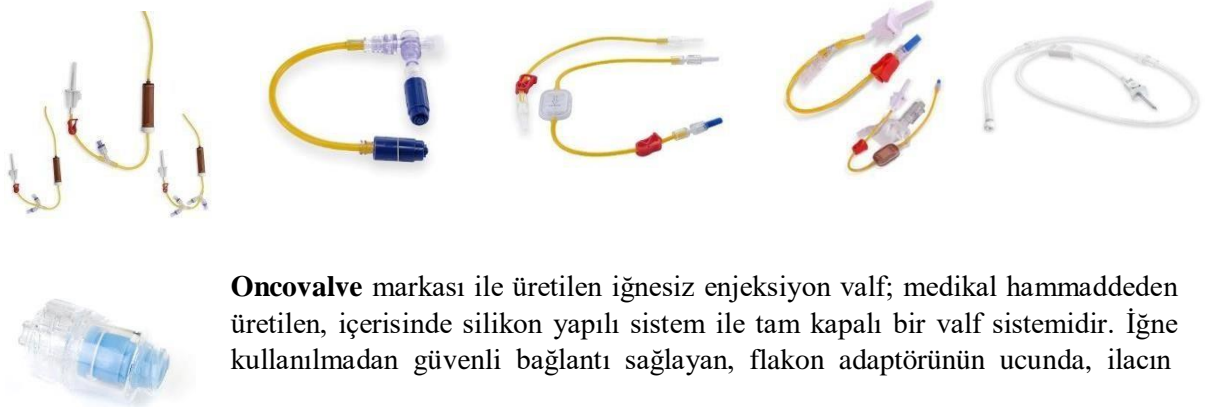 Oncovalve markası ile üretilen iğnesiz enjeksiyon valf; medikal hammaddeden
üretilen, içerisinde silikon yapılı sistem ile tam kapalı bir valf sistemidir. İğne
kullanılmadan güvenli bağlantı sağlayan, flakon adaptörünün ucunda, ilacın